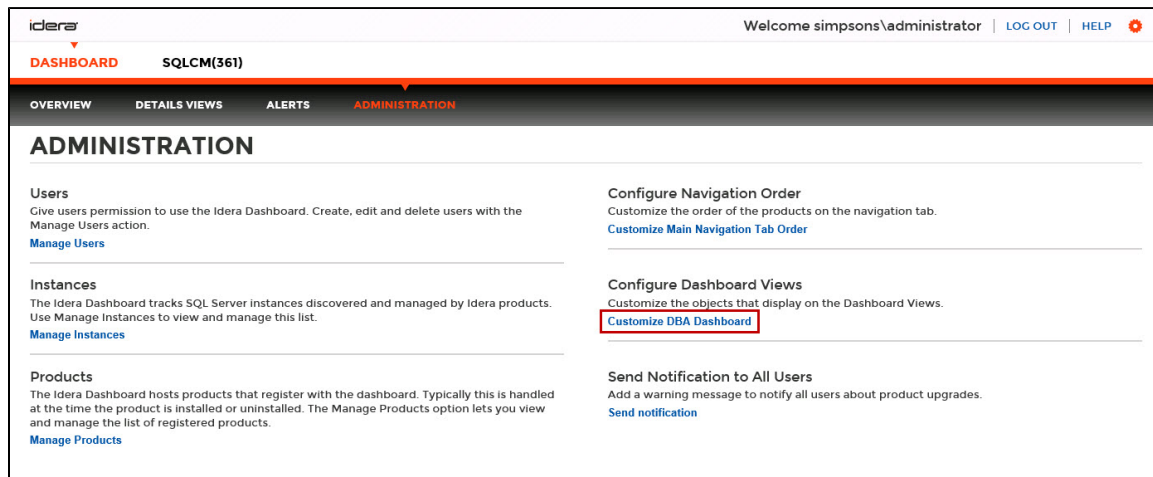 idera
Welcome simpsons\administrator | LOG OUT | HELP
DASHBOARD SQLCM(361)
OVERVIEW DETAILS VIEWS ALERTS ADMINISTRATION
ADMINISTRATION
Users
Give users permission to use the Idera Dashboard. Create, edit and delete users with the
Manage Users action.
Manage Users
Instances
The Idera Dashboard tracks SQL Server instances discovered and managed by Idera products.
Use Manage Instances to view and manage this list.
Manage Instances
Products
The Idera Dashboard hosts products that register with the dashboard. Typically this is handled
at the time the product is installed or uninstalled. The Manage Products option lets you view
and manage the list of registered products.
Manage Products
Configure Navigation Order
Customize the order of the products on the navigation tab.
Customize Main Navigation Tab Order
Configure Dashboard Views
Customize the objects that display on the Dashboard Views.
Customize DBA Dashboard
Send Notification to All Users
Add a warning message to notify all users about product upgrades.
Send notification